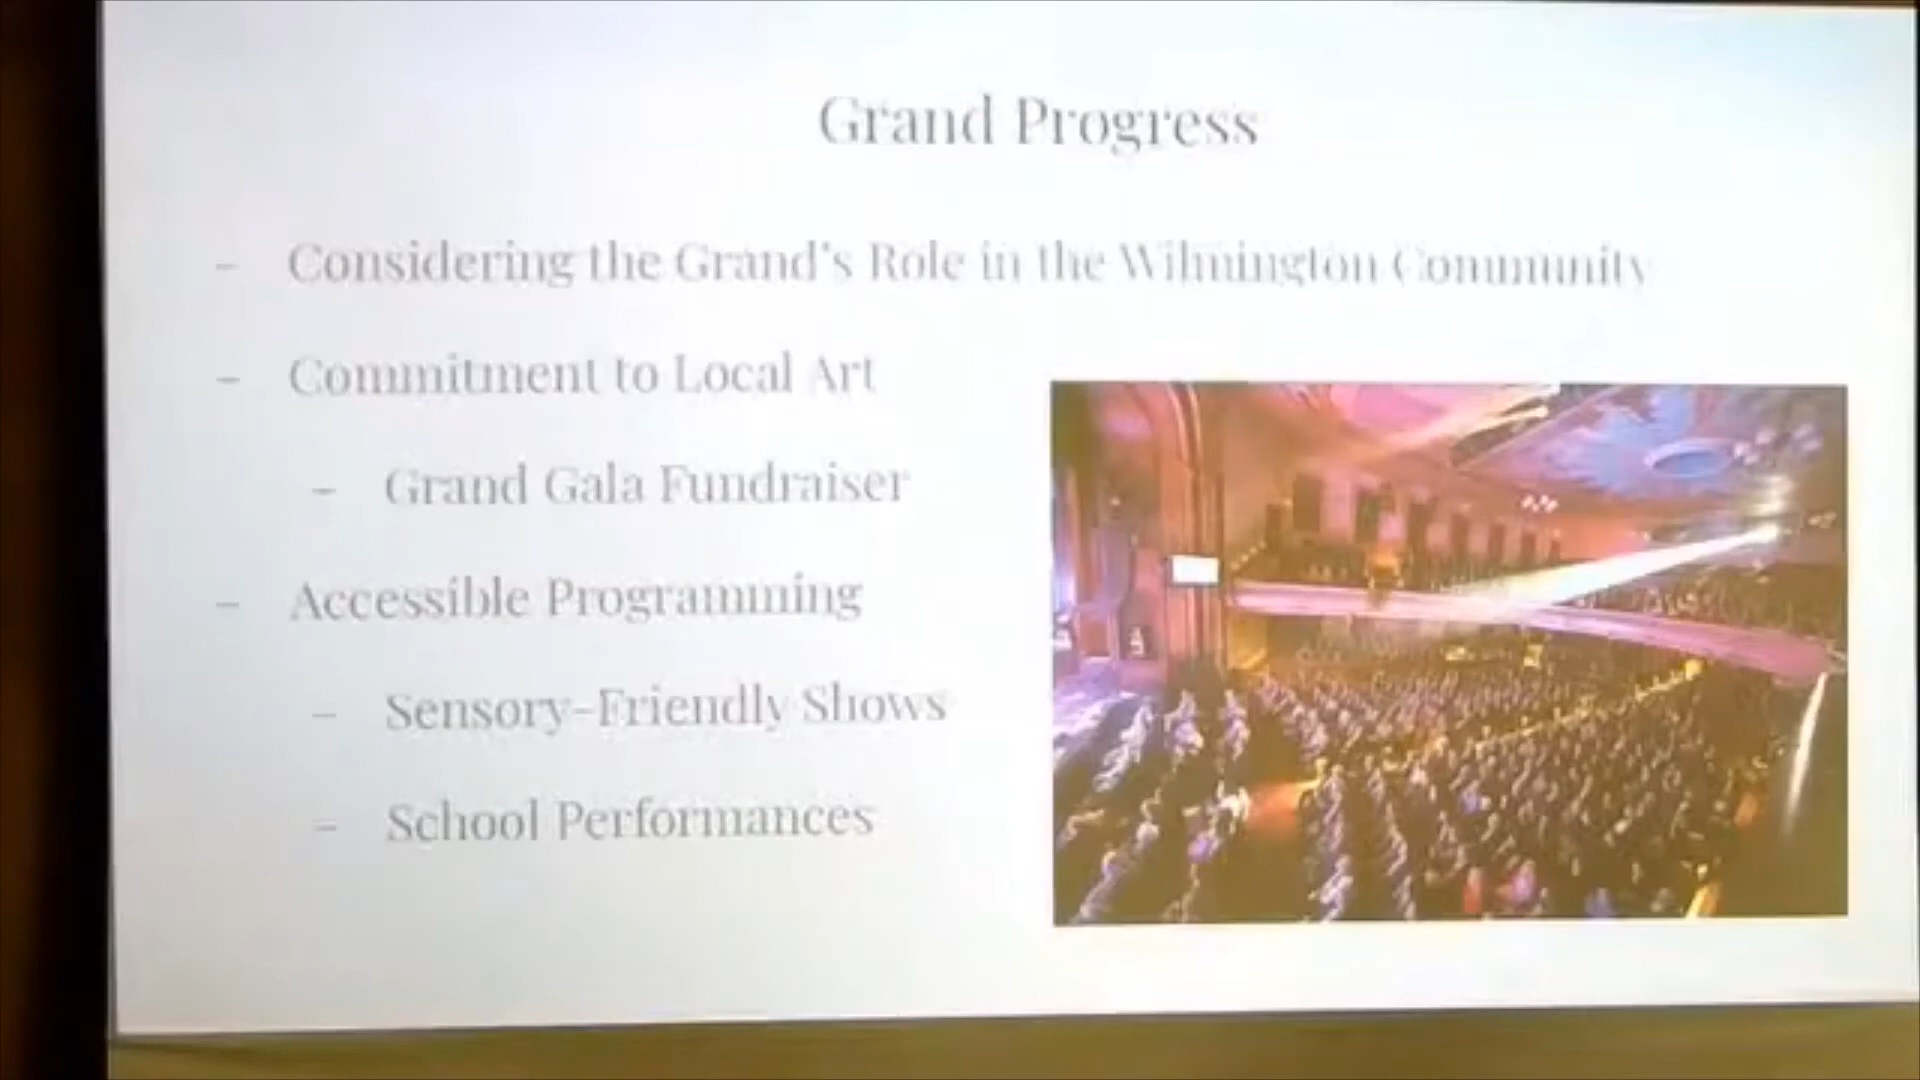 Grand Progress
- Considering the Grand's Role in the Wilmington Community
- Commitment to Local Art
- Grand Gala Fundraiser
- Accessible Programming
- Sensory-Friendly Shows
- School Performances